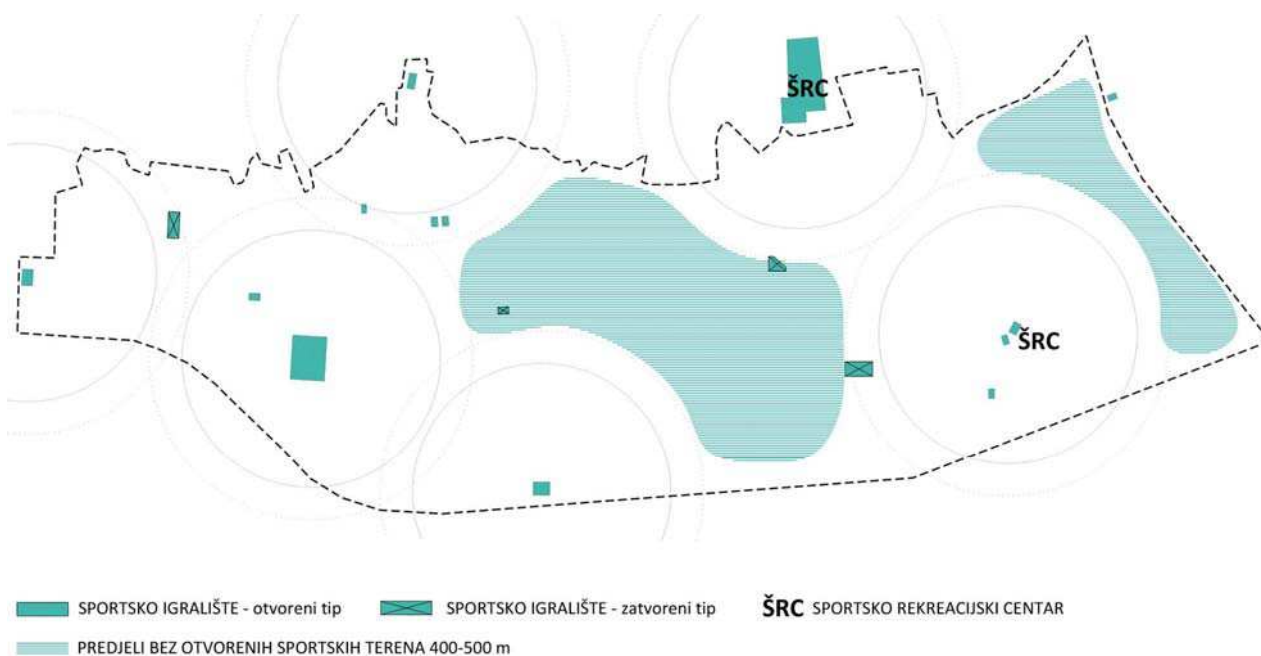 ŠRC
ŠRC
SPORTSKO IGRALIŠTE - otvoreni tip
SPORTSKO IGRALIŠTE - zatvoreni tip
ŠRC SPORTSKO REKREACIJSKI CENTAR
PREDJELI BEZ OTVORENIH SPORTSKIH TERENA 400-500 m